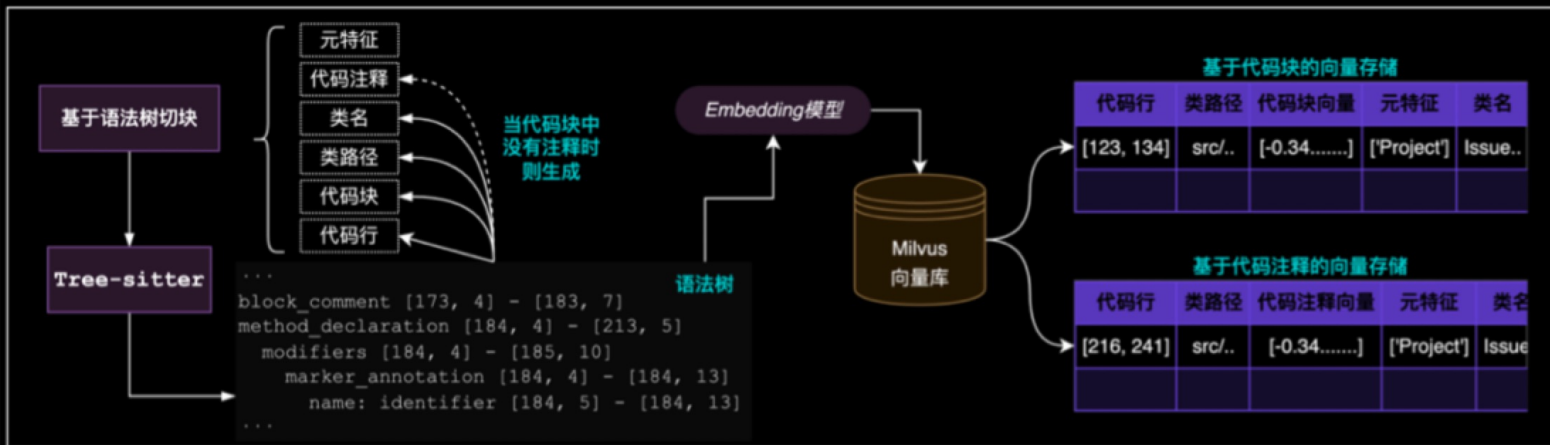 基于语法树切块
Tree-sitter
元特征
代码注释
类名
类路径
代码块
代码行
当代码块中
没有注释时
则生成
...
block_comment [173, 4] - [183, 7]
method_declaration [184, 4] - [213, 5]
modifiers [184, 4] - [185, 10]
marker_annotation [184, 4] - [184, 13]
name: identifier [184, 5] - [184, 13]
...
语法树
Embedding模型
Milvus
向量库
基于代码块的向量存储
代码行 类路径 代码块向量 元特征 类名
[123, 134] src/.. [-0.34.......] ['Project'] Issue..
基于代码注释的向量存储
代码行 类路径 代码注释向量 元特征 类名
[216, 241] src/.. [-0.34.......] ['Project'] Issue